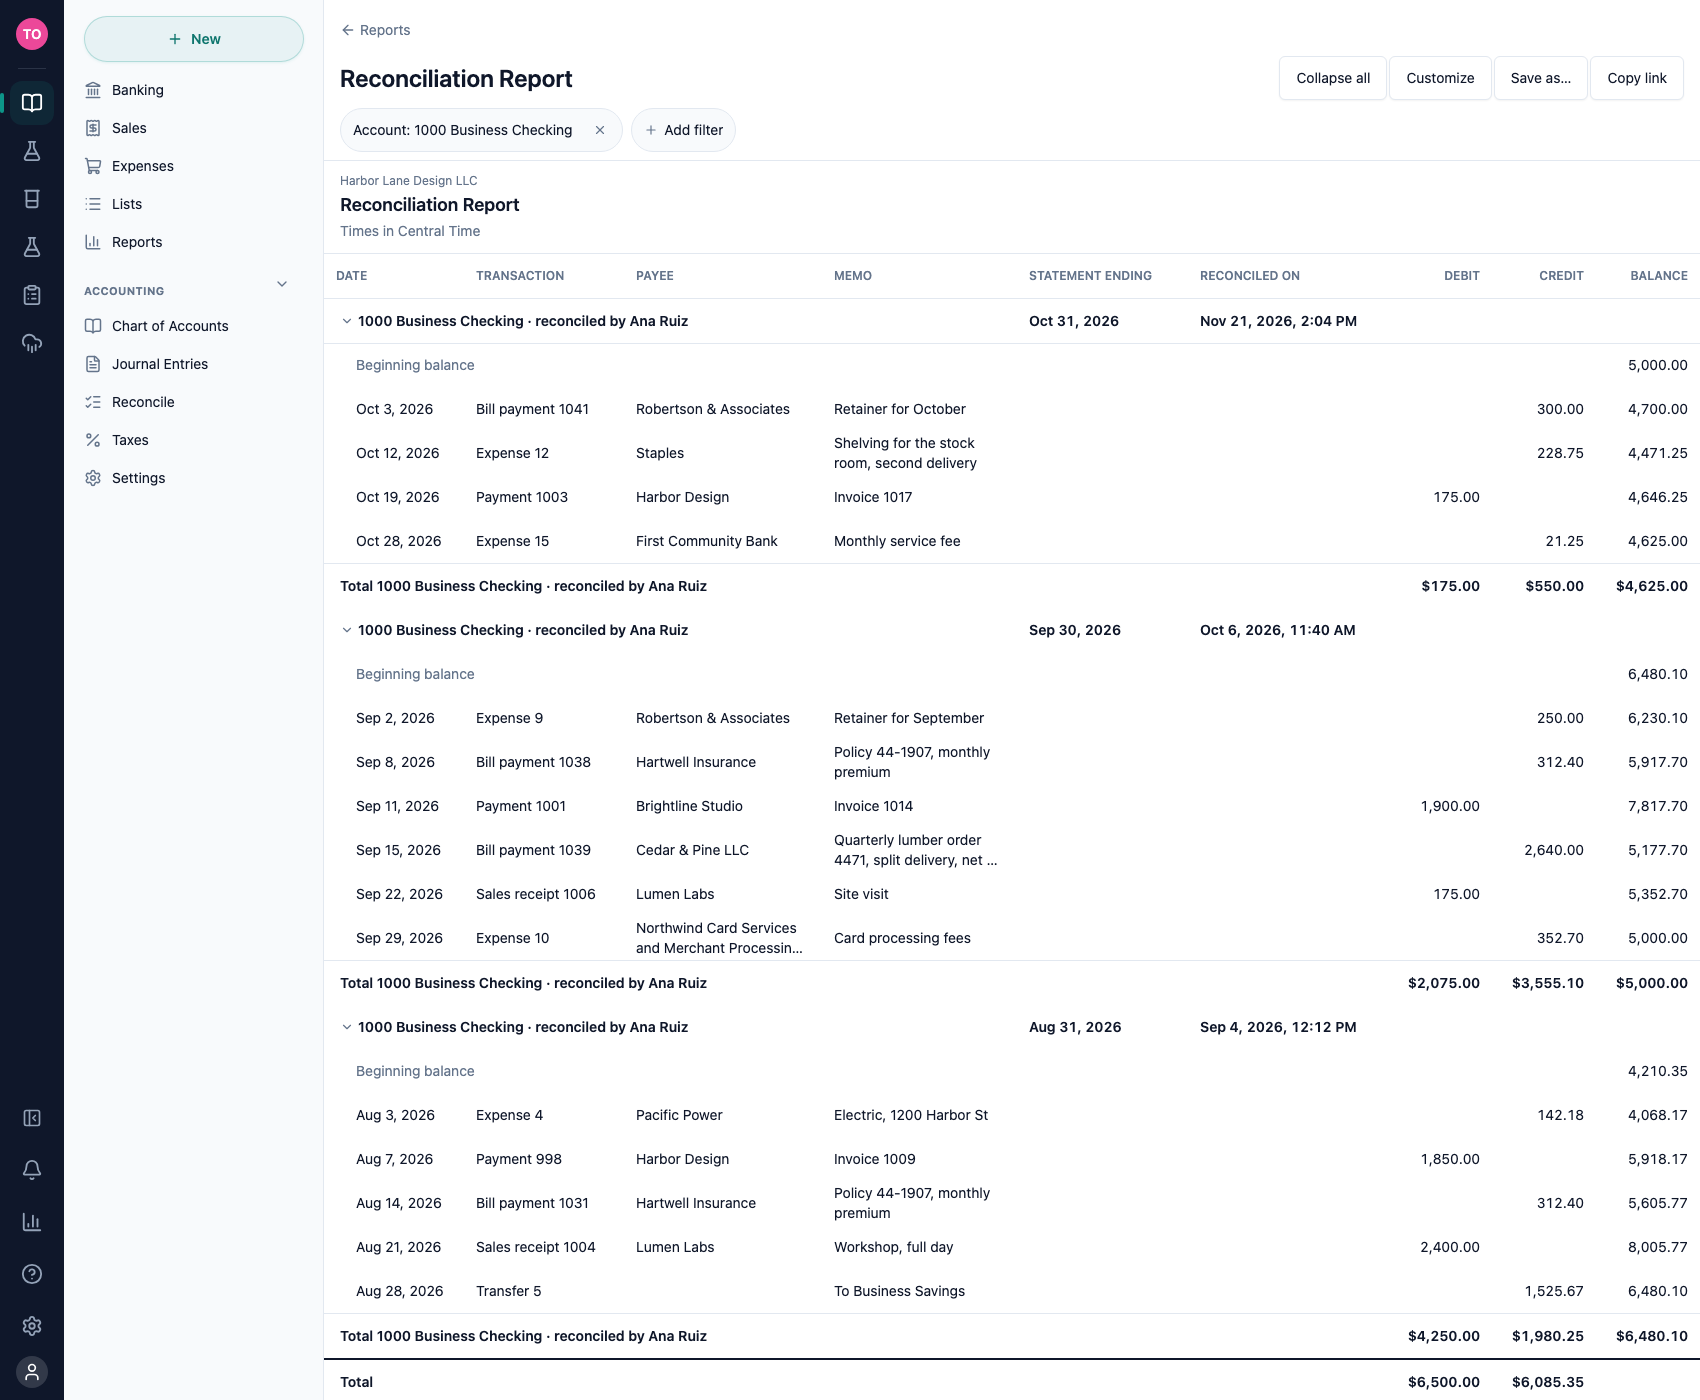 TO
New
Banking
Sales
Expenses
Lists
Reports
ACCOUNTING
Chart of Accounts
Journal Entries
Reconcile
Taxes
Settings
Reports
Reconciliation Report
Collapse all Customize Save as... Copy link
Account: 1000 Business Checking Add filter
Harbor Lane Design LLC
Reconciliation Report
Times in Central Time
DATE TRANSACTION PAYEE MEMO STATEMENT ENDING RECONCILED ON DEBIT CREDIT BALANCE
1000 Business Checking · reconciled by Ana Ruiz Oct 31, 2026 Nov 21, 2026, 2:04 PM
Beginning balance 5,000.00
Oct 3, 2026 Bill payment 1041 Robertson & Associates Retainer for October 300.00 4,700.00
Oct 12, 2026 Expense 12 Staples Shelving for the stock
room, second delivery 228.75 4,471.25
Oct 19, 2026 Payment 1003 Harbor Design Invoice 1017 175.00 4,646.25
Oct 28, 2026 Expense 15 First Community Bank Monthly service fee 21.25 4,625.00
Total 1000 Business Checking · reconciled by Ana Ruiz $175.00 $550.00 $4,625.00
1000 Business Checking · reconciled by Ana Ruiz Sep 30, 2026 Oct 6, 2026, 11:40 AM
Beginning balance 6,480.10
Sep 2, 2026 Expense 9 Robertson & Associates Retainer for September 250.00 6,230.10
Sep 8, 2026 Bill payment 1038 Hartwell Insurance Policy 44-1907, monthly
premium 312.40 5,917.70
Sep 11, 2026 Payment 1001 Brightline Studio Invoice 1014 1,900.00 7,817.70
Sep 15, 2026 Bill payment 1039 Cedar & Pine LLC Quarterly lumber order
4471, split delivery, net ... 2,640.00 5,177.70
Sep 22, 2026 Sales receipt 1006 Lumen Labs Site visit 175.00 5,352.70
Sep 29, 2026 Expense 10 Northwind Card Services
and Merchant Processin... Card processing fees 352.70 5,000.00
Total 1000 Business Checking · reconciled by Ana Ruiz $2,075.00 $3,555.10 $5,000.00
1000 Business Checking · reconciled by Ana Ruiz Aug 31, 2026 Sep 4, 2026, 12:12 PM
Beginning balance 4,210.35
Aug 3, 2026 Expense 4 Pacific Power Electric, 1200 Harbor St 142.18 4,068.17
Aug 7, 2026 Payment 998 Harbor Design Invoice 1009 1,850.00 5,918.17
Aug 14, 2026 Bill payment 1031 Hartwell Insurance Policy 44-1907, monthly
premium 312.40 5,605.77
Aug 21, 2026 Sales receipt 1004 Lumen Labs Workshop, full day 2,400.00 8,005.77
Aug 28, 2026 Transfer 5 To Business Savings 1,525.67 6,480.10
Total 1000 Business Checking · reconciled by Ana Ruiz $4,250.00 $1,980.25 $6,480.10
Total $6,500.00 $6,085.35